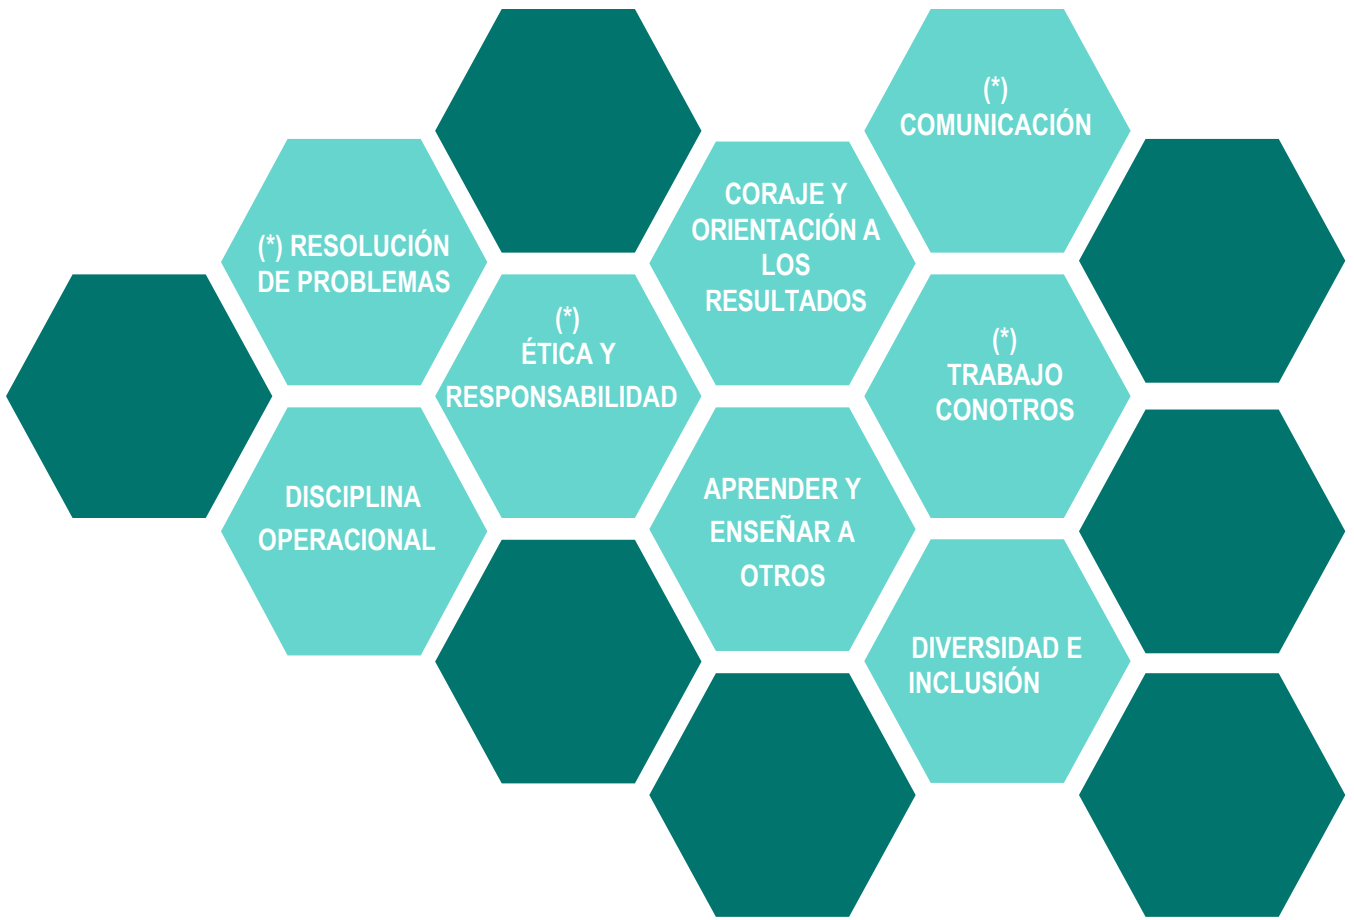 (*)
COMUNICACIÓN
CORAJE Y
ORIENTACIÓN A
LOS
RESULTADOS
(*) RESOLUCIÓN
DE PROBLEMAS
(*)
ÉTICA Y
RESPONSABILIDAD
(*)
TRABAJO
CONOTROS
DISCIPLINA
OPERACIONAL
APRENDER Y
ENSEÑAR A
OTROS
DIVERSIDAD E
INCLUSIÓN